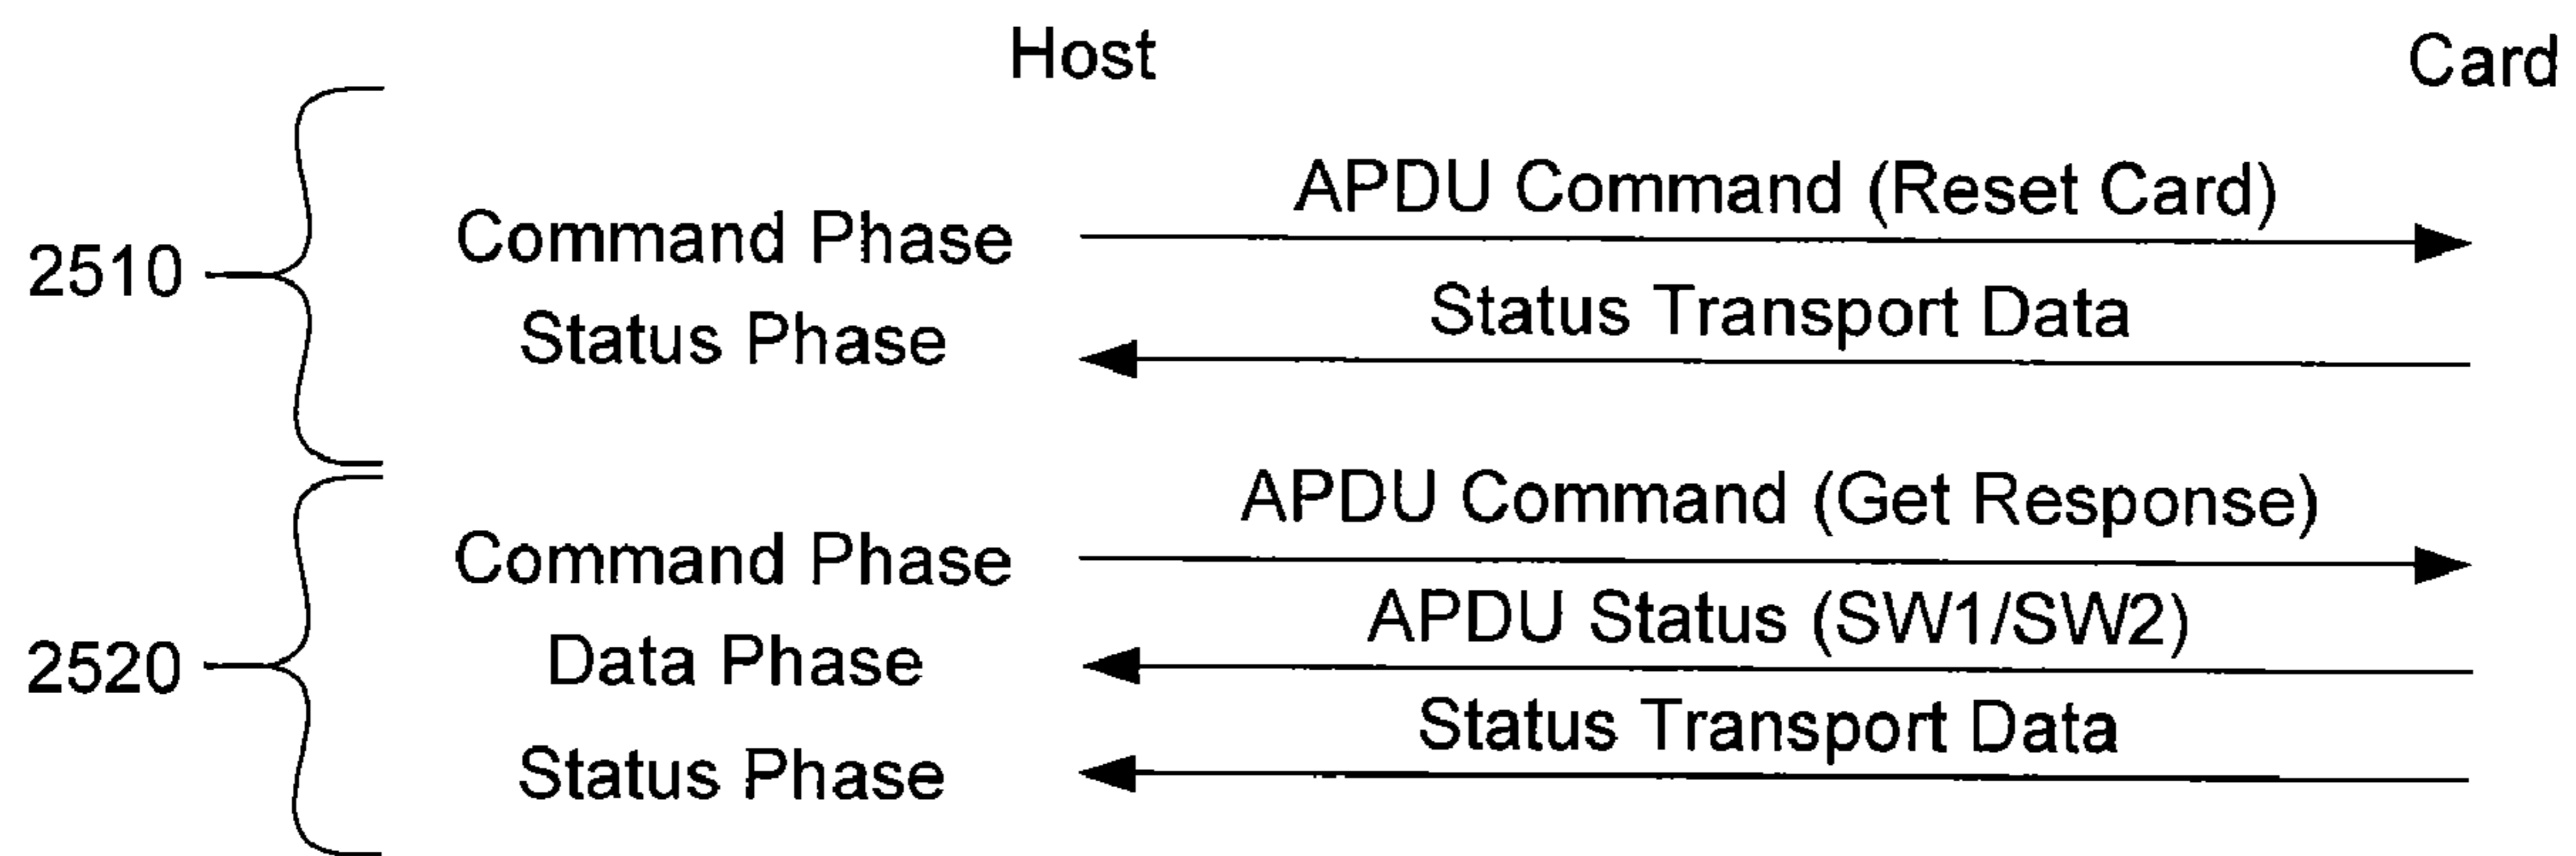 Host Card
APDU Command (Reset Card)
Command Phase
2510
Status Transport Data
Status Phase
APDU Command (Get Response)
Command Phase
APDU Status (SW1/SW2)
2520
Data Phase
Status Transport Data
Status Phase